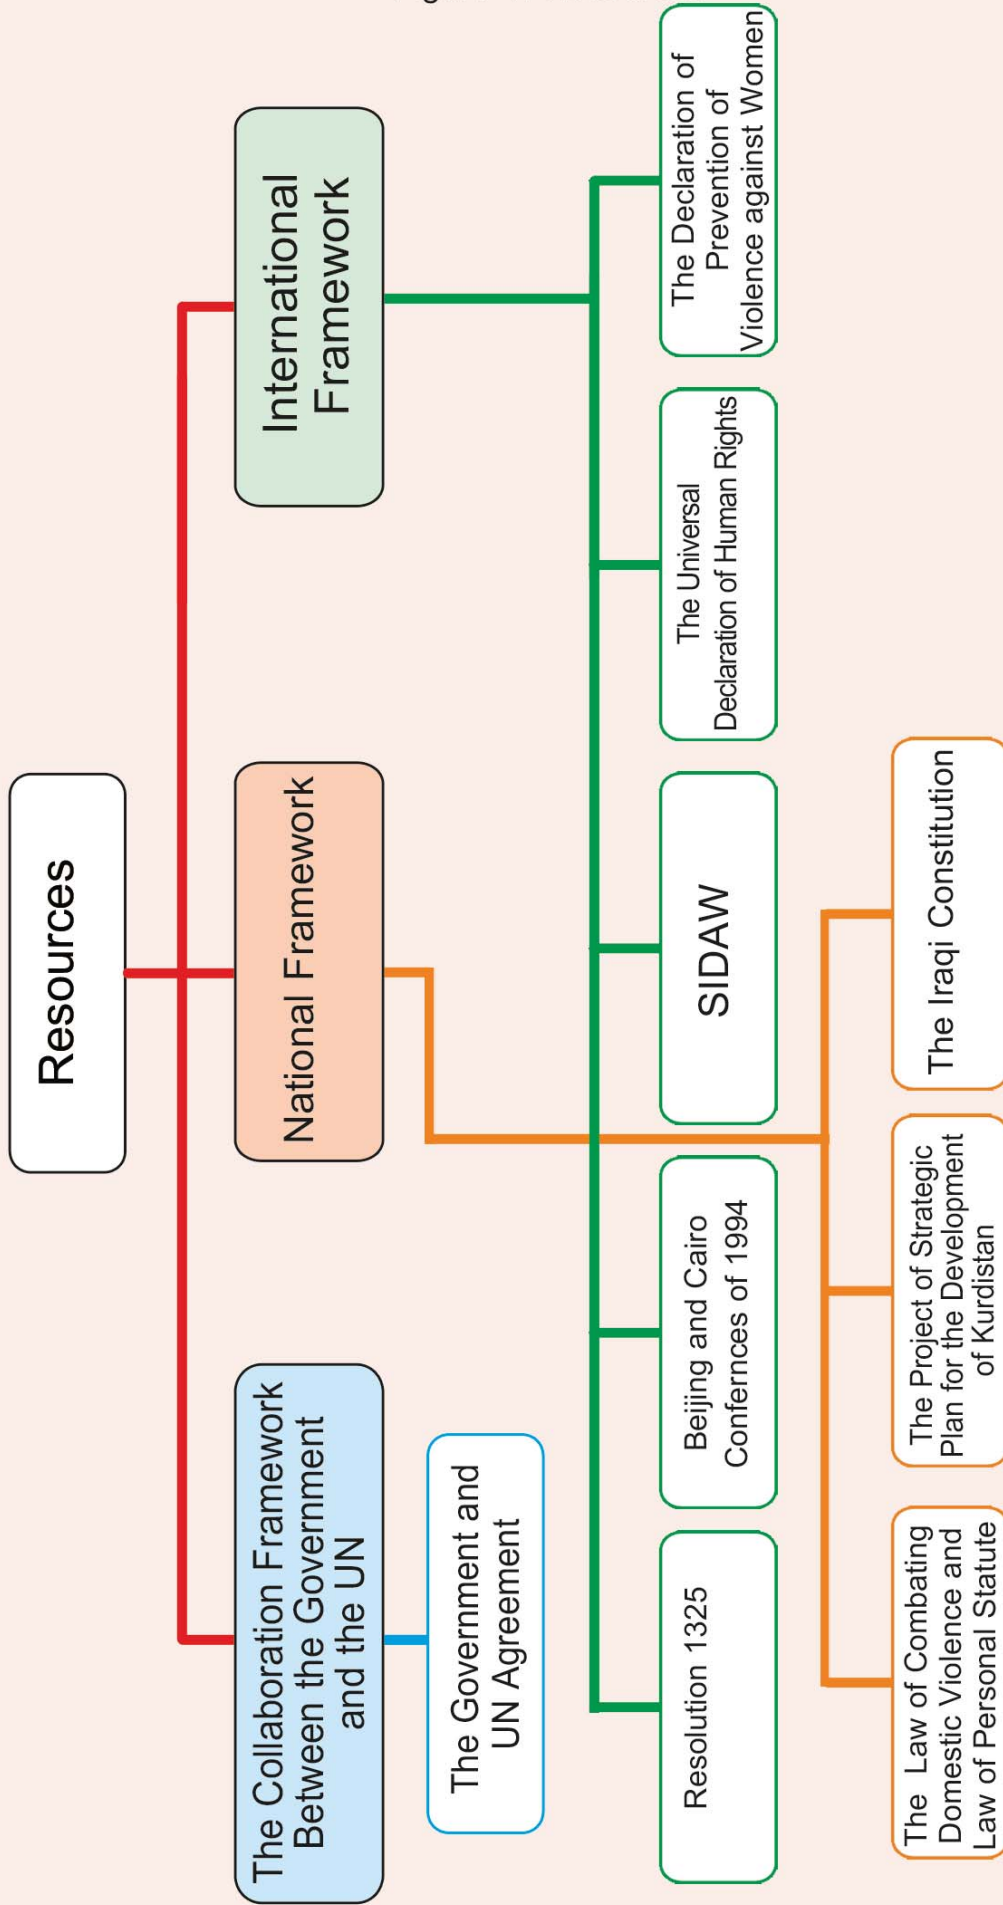 Resources
The Collaboration Framework
Between the Government
and the UN
National Framework
International
Framework
The Government and
UN Agreement
Resolution 1325
Beijing and Cairo
Confernces of 1994
SIDAW
The Universal
Declaration of Human Rights
The Declaration of
Prevention of
Violence against Women
The Law of Combating
Domestic Violence and
Law of Personal Statute
The Project of Strategic
Plan for the Development
of Kurdistan
The Iraqi Constitution